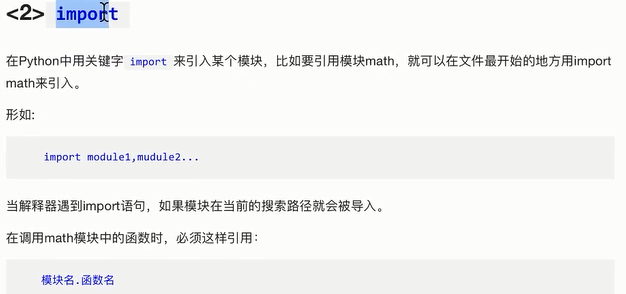 <2> import
在Python中用关键字 import 来引入某个模块，比如要引用模块math，就可以在文件最开始的地方用import
math来引入。
形如:
import module1,mudule2...
当解释器遇到import语句，如果模块在当前的搜索路径就会被导入。
在调用math模块中的函数时，必须这样引用：
模块名.函数名